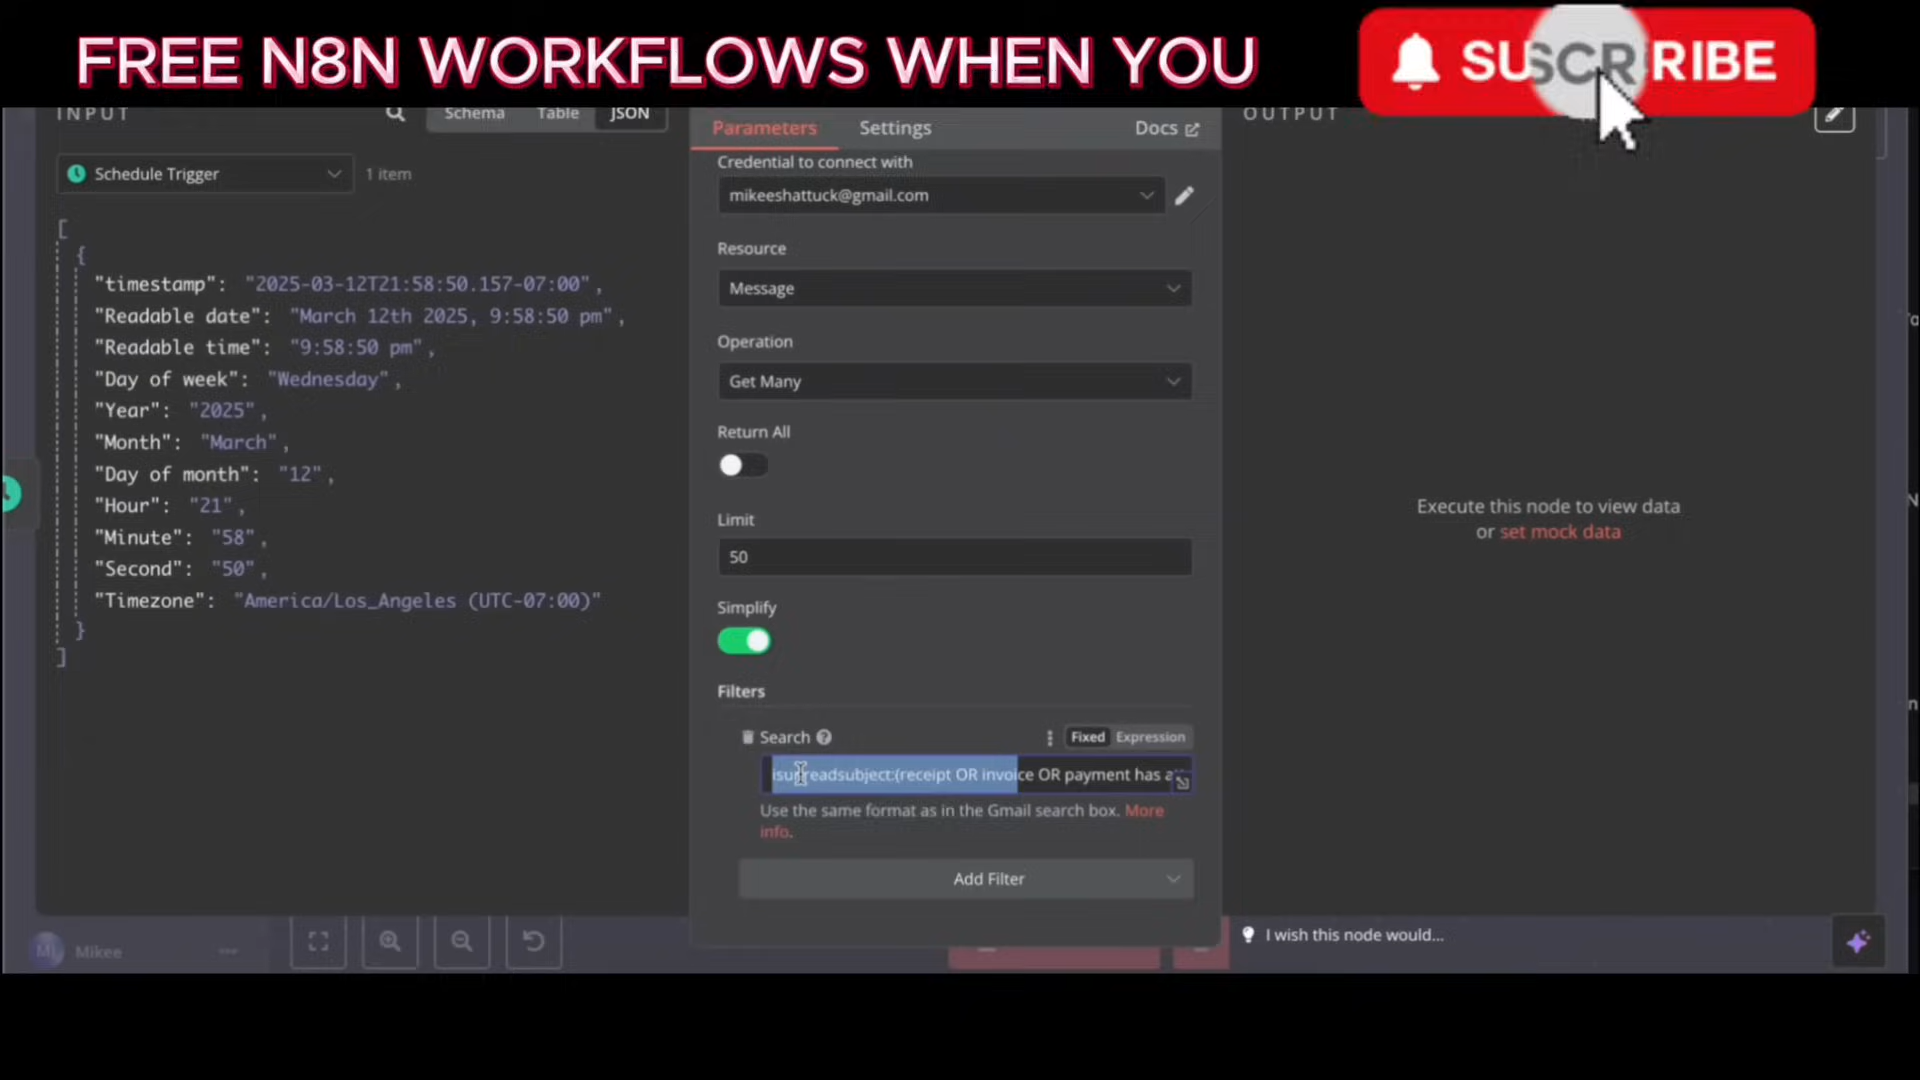 FREE N8N WORKFLOWS WHEN YOU
SUSCRIBE
INPUT
Schema Table JSON
Schedule Trigger
1 item
[
{
"timestamp": "2025-03-12T21:58:50.157-07:00",
"Readable date": "March 12th 2025, 9:58:50 pm",
"Readable time": "9:58:50 pm",
"Day of week": "Wednesday",
"Year": "2025",
"Month": "March",
"Day of month": "12",
"Hour": "21",
"Minute": "58",
"Second": "50",
"Timezone": "America/Los_Angeles (UTC-07:00)"
}
]
Parameters Settings Docs
Credential to connect with
mikeeshattuck@gmail.com
Resource
Message
Operation
Get Many
Return All
Limit
50
Simplify
Filters
Search
Fixed Expression
isunreadsubject:(receipt OR invoice OR payment has a
Use the same format as in the Gmail search box. More
info.
Add Filter
OUTPUT
Execute this node to view data
or set mock data
Mikee
I wish this node would...